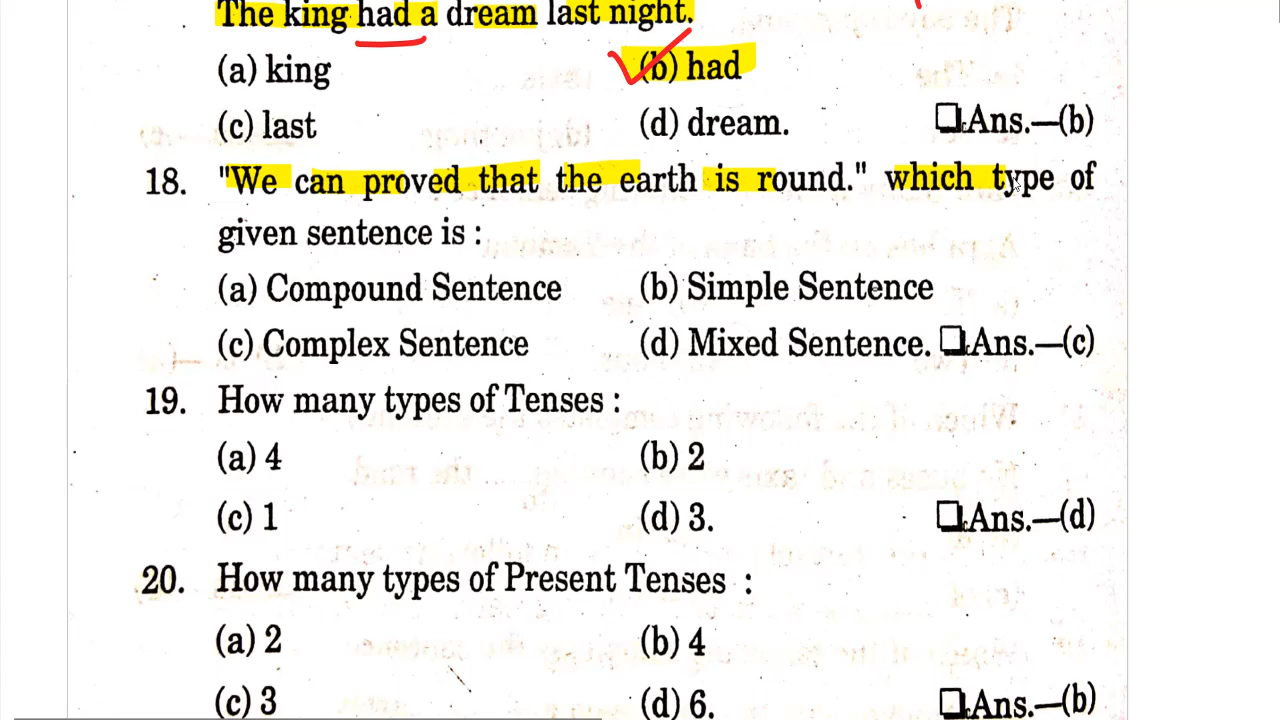 The king had a dream last night.
(a) king (b) had
(c) last (d) dream. Ans.—(b)
18. "We can proved that the earth is round." which type of
given sentence is :
(a) Compound Sentence (b) Simple Sentence
(c) Complex Sentence (d) Mixed Sentence. Ans.—(c)
19. How many types of Tenses :
(a) 4 (b) 2
(c) 1 (d) 3. Ans.—(d)
20. How many types of Present Tenses :
(a) 2 (b) 4
(c) 3 (d) 6. Ans.—(b)